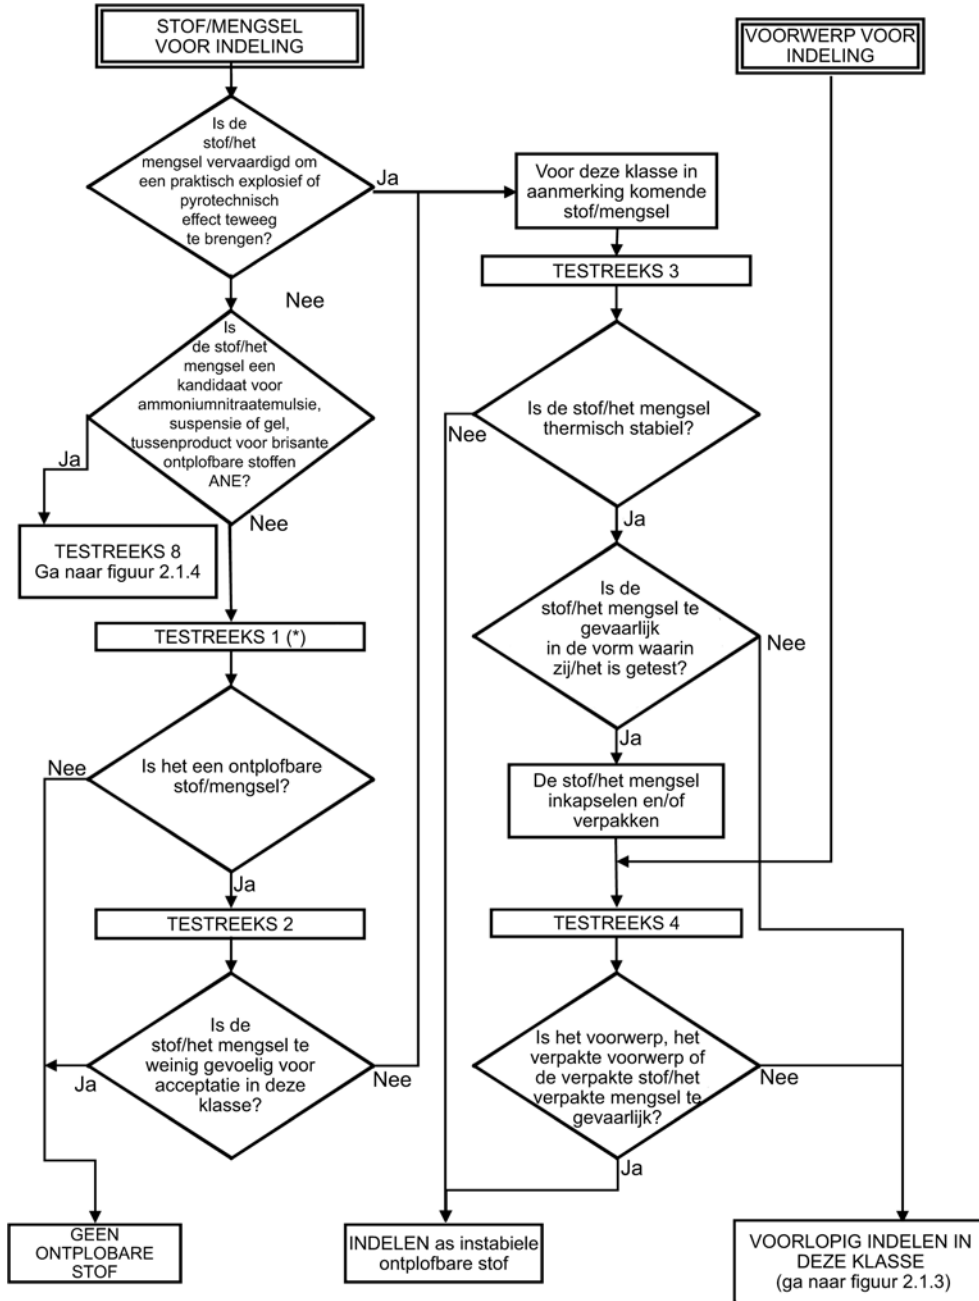 STOF/MENGSEL
VOOR INDELING
Is de
stof/het
mengsel vervaardigd om
een praktisch explosief of
pyrotechnisch
effect teweeg
te brengen?
Ja
Nee
Is
de stof/het
mengsel een
kandidaat voor
ammoniumnitraatemulsie,
suspensie of gel,
tussenproduct voor brisante
ontplofbare stoffen
ANE?
Ja
Nee
TESTREEKS 8
Ga naar figuur 2.1.4
TESTREEKS 1 (*)
Is het een ontplofbare
stof/mengsel?
Nee
Ja
TESTREEKS 2
Is de
stof/het mengsel te
weinig gevoelig voor
acceptatie in deze
klasse?
Ja
Nee
GEEN
ONTPLOBARE
STOF
VOORWERP VOOR
INDELING
Voor deze klasse in
aanmerking komende
stof/mengsel
TESTREEKS 3
Is de stof/het mengsel
thermisch stabiel?
Nee
Ja
Is de
stof/het mengsel te
gevaarlijk
in de vorm waarin
zij/het is getest?
Nee
Ja
De stof/het mengsel
inkapselen en/of
verpakken
TESTREEKS 4
Is het voorwerp, het
verpakte voorwerp of
de verpakte stof/het
verpakte mengsel te
gevaarlijk?
Nee
Ja
INDELEN as instabiele
ontplofbare stof
VOORLOPIG INDELEN IN
DEZE KLASSE
(ga naar figuur 2.1.3)